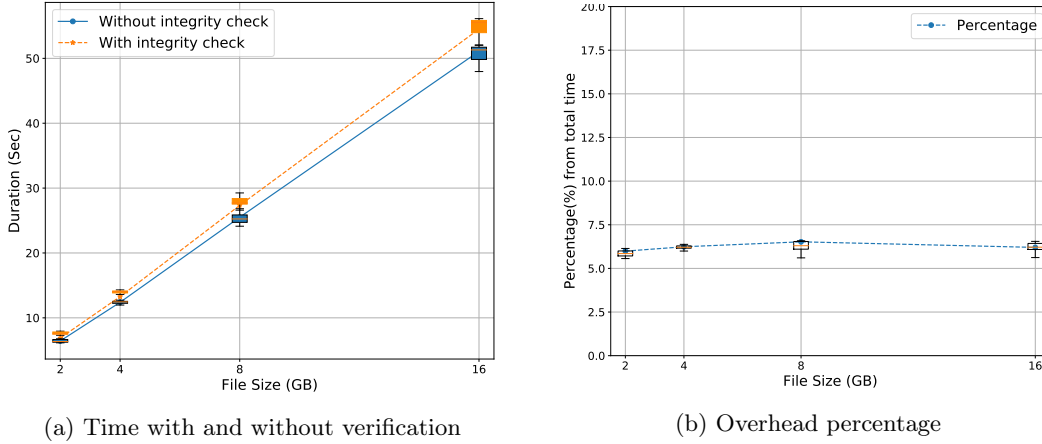 Without integrity check
With integrity check
Duration (Sec)
50
40
30
20
10
2
4
8
16
File Size (GB)
(a) Time with and without verification
Percentage
Percentage(%) from total time
20.0
17.5
15.0
12.5
10.0
7.5
5.0
2.5
0.0
2
4
8
16
File Size (GB)
(b) Overhead percentage